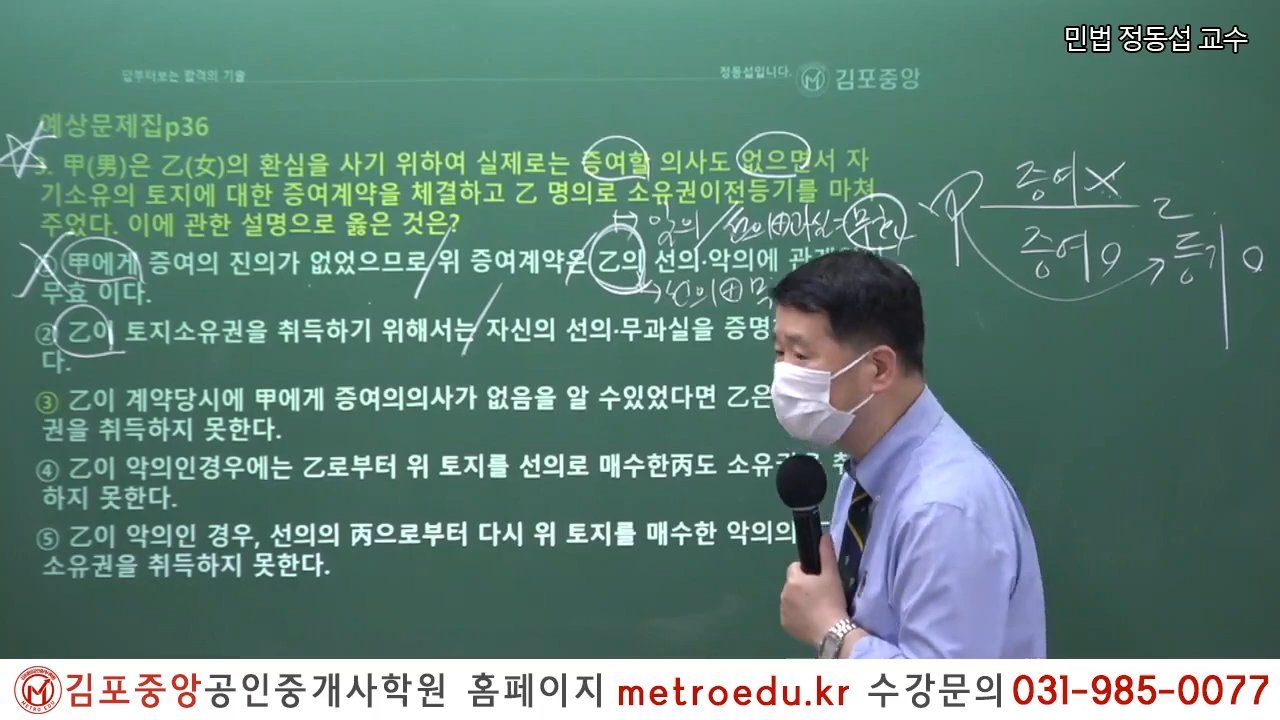 민법 정동섭 교수
답부터보는 합격의 기술
정동섭입니다. 김포중앙
예상문제집p36
3. 甲(男)은 乙(女)의 환심을 사기 위하여 실제로는 증여할 의사도 없으면서 자
기소유의 토지에 대한 증여계약을 체결하고 乙 명의로 소유권이전등기를 마쳐
주었다. 이에 관한 설명으로 옳은 것은?
① 甲에게 증여의 진의가 없었으므로 위 증여계약은 乙의 선의·악의에
무효 이다.
② 乙이 토지소유권을 취득하기 위해서는 자신의 선의·무과실을
다.
③ 乙이 계약당시에 甲에게 증여의의사가 없음을 알 수있었다면 乙은
권을 취득하지 못한다.
④ 乙이 악의인경우에는 乙로부터 위 토지를 선의로 매수한丙도
하지 못한다.
⑤ 乙이 악의인 경우, 선의의 丙으로부터 다시 위 토지를 매수한 악의의
소유권을 취득하지 못한다.
악의 선의⊕과실=무효
선의⊕
증여X
증여O
등기O
김포중앙공인중개사학원 홈페이지 metroedu.kr 수강문의 031-985-0077